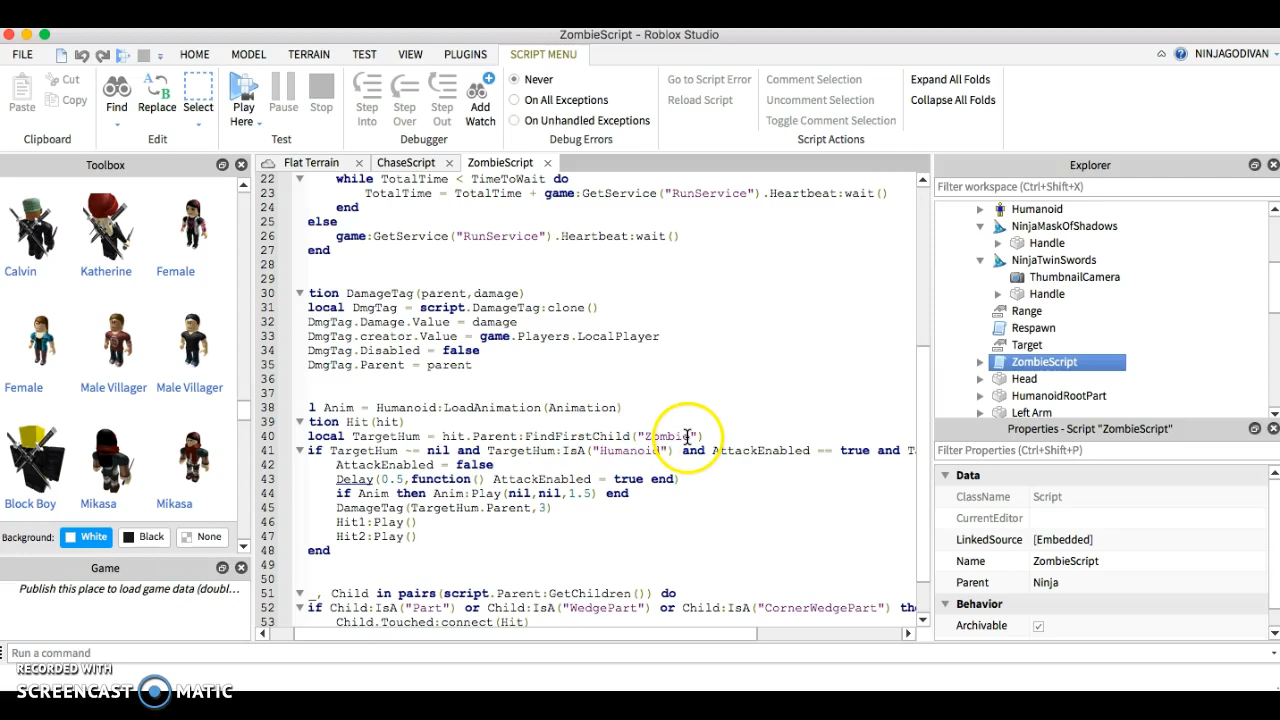 ZombieScript - Roblox Studio
FILE HOME MODEL TERRAIN TEST VIEW PLUGINS SCRIPT MENU NINJAGODIVAN
Paste Cut Copy Clipboard
Find Replace Select Edit
Play Here Pause Stop Test
Step Into Step Over Step Out Add Watch Debugger
Never
On All Exceptions
On Unhandled Exceptions
Debug Errors
Go to Script Error
Reload Script
Comment Selection
Uncomment Selection
Toggle Comment Selection
Script Actions
Expand All Folds
Collapse All Folds
Toolbox
Calvin Katherine Female
Female Male Villager Male Villager
Block Boy Mikasa Mikasa
Background: White Black None
Game
Publish this place to load game data (doubl...
Flat Terrain ChaseScript ZombieScript
22 while TotalTime < TimeToWait do
23 TotalTime = TotalTime + game:GetService("RunService").Heartbeat:wait()
24 end
25 else
26 game:GetService("RunService").Heartbeat:wait()
27 end
28
29
30 tion DamageTag(parent,damage)
31 local DmgTag = script.DamageTag:clone()
32 DmgTag.Damage.Value = damage
33 DmgTag.creator.Value = game.Players.LocalPlayer
34 DmgTag.Disabled = false
35 DmgTag.Parent = parent
36
37
38 l Anim = Humanoid:LoadAnimation(Animation)
39 tion Hit(hit)
40 local TargetHum = hit.Parent:FindFirstChild("Zombie")
41 if TargetHum ~= nil and TargetHum:IsA("Humanoid") and AttackEnabled == true and T
42 AttackEnabled = false
43 Delay(0.5,function() AttackEnabled = true end)
44 if Anim then Anim:Play(nil,nil,1.5) end
45 DamageTag(TargetHum.Parent,3)
46 Hit1:Play()
47 Hit2:Play()
48 end
49
50
51 _, Child in pairs(script.Parent:GetChildren()) do
52 if Child:IsA("Part") or Child:IsA("WedgePart") or Child:IsA("CornerWedgePart") the
53 Child.Touched:connect(Hit)
Explorer
Filter workspace (Ctrl+Shift+X)
Humanoid
NinjaMaskOfShadows
Handle
NinjaTwinSwords
ThumbnailCamera
Handle
Range
Respawn
Target
ZombieScript
Head
HumanoidRootPart
Left Arm
Properties - Script "ZombieScript"
Filter Properties (Ctrl+Shift+P)
Data
ClassName Script
CurrentEditor
LinkedSource [Embedded]
Name ZombieScript
Parent Ninja
Behavior
Archivable
Run a command
RECORDED WITH
SCREENCAST MATIC